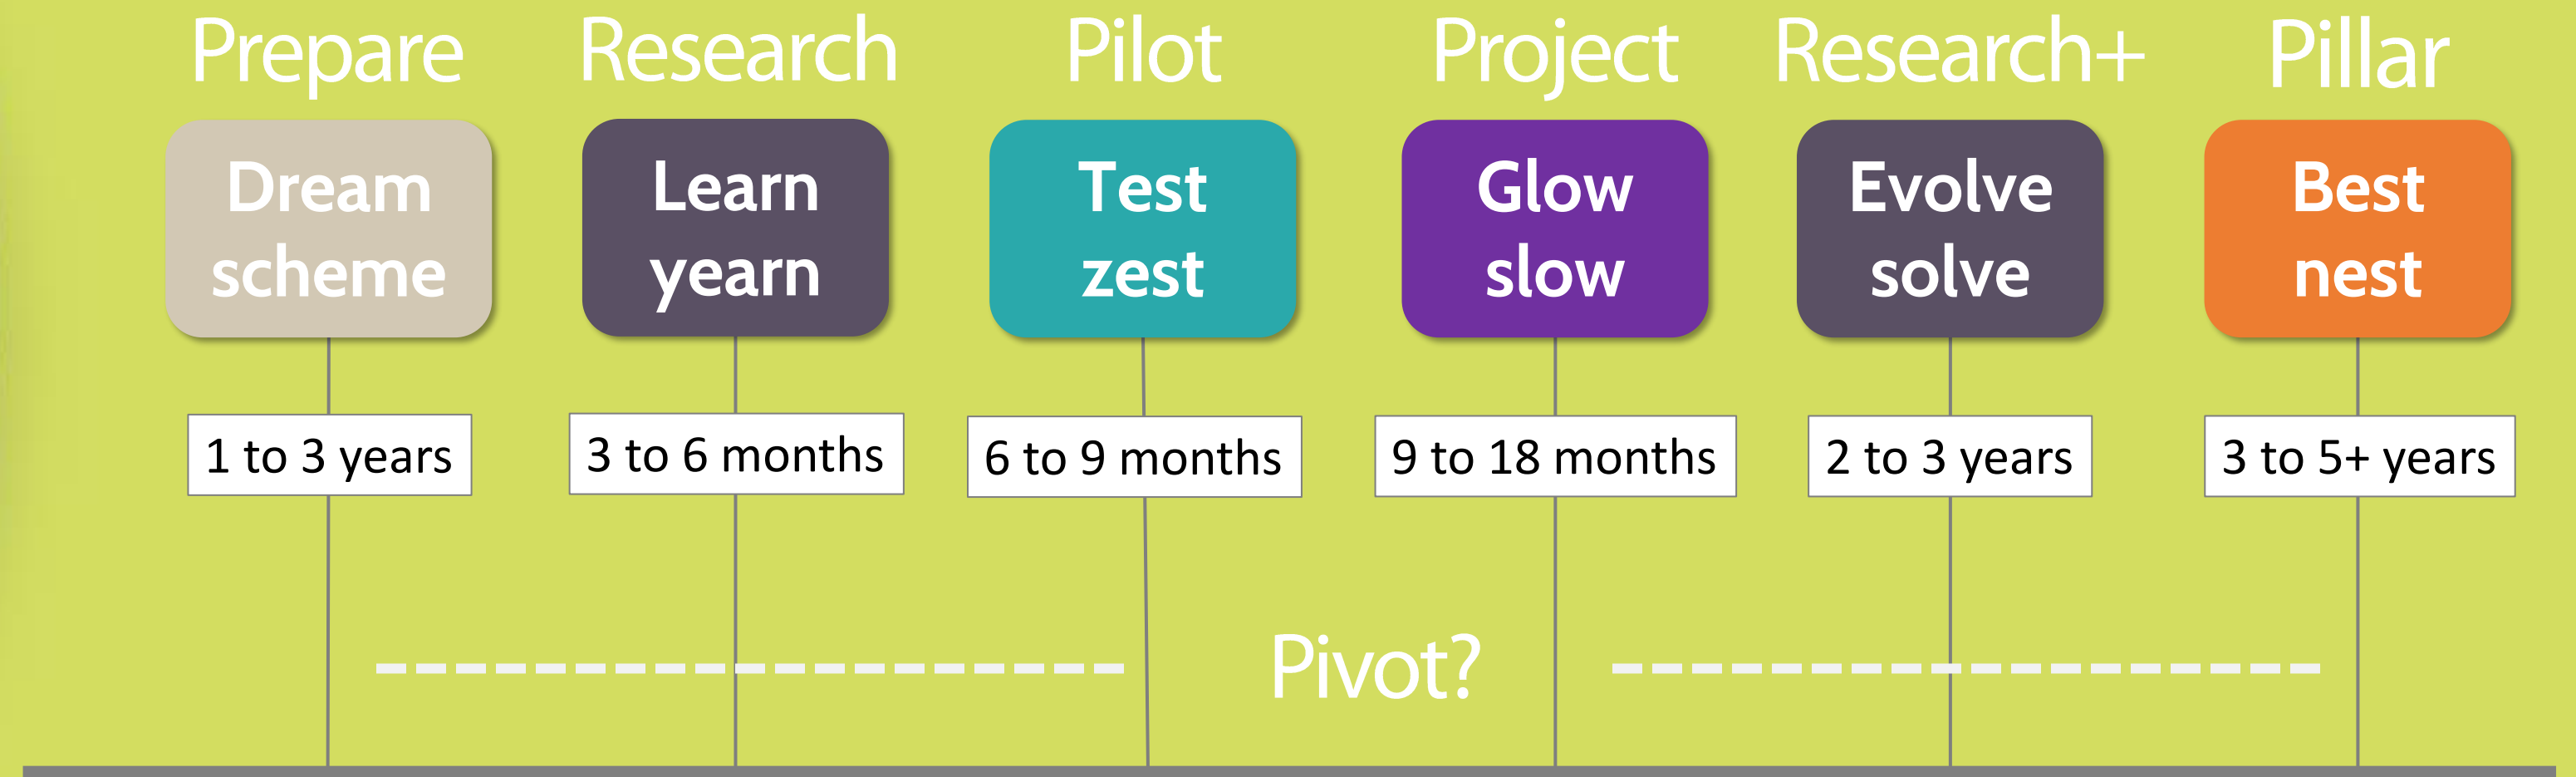 Prepare
Research
Pilot
Project
Research+
Pillar
Dream
scheme
Learn
yearn
Test
zest
Glow
slow
Evolve
solve
Best
nest
1 to 3 years
3 to 6 months
6 to 9 months
9 to 18 months
2 to 3 years
3 to 5+ years
Pivot?